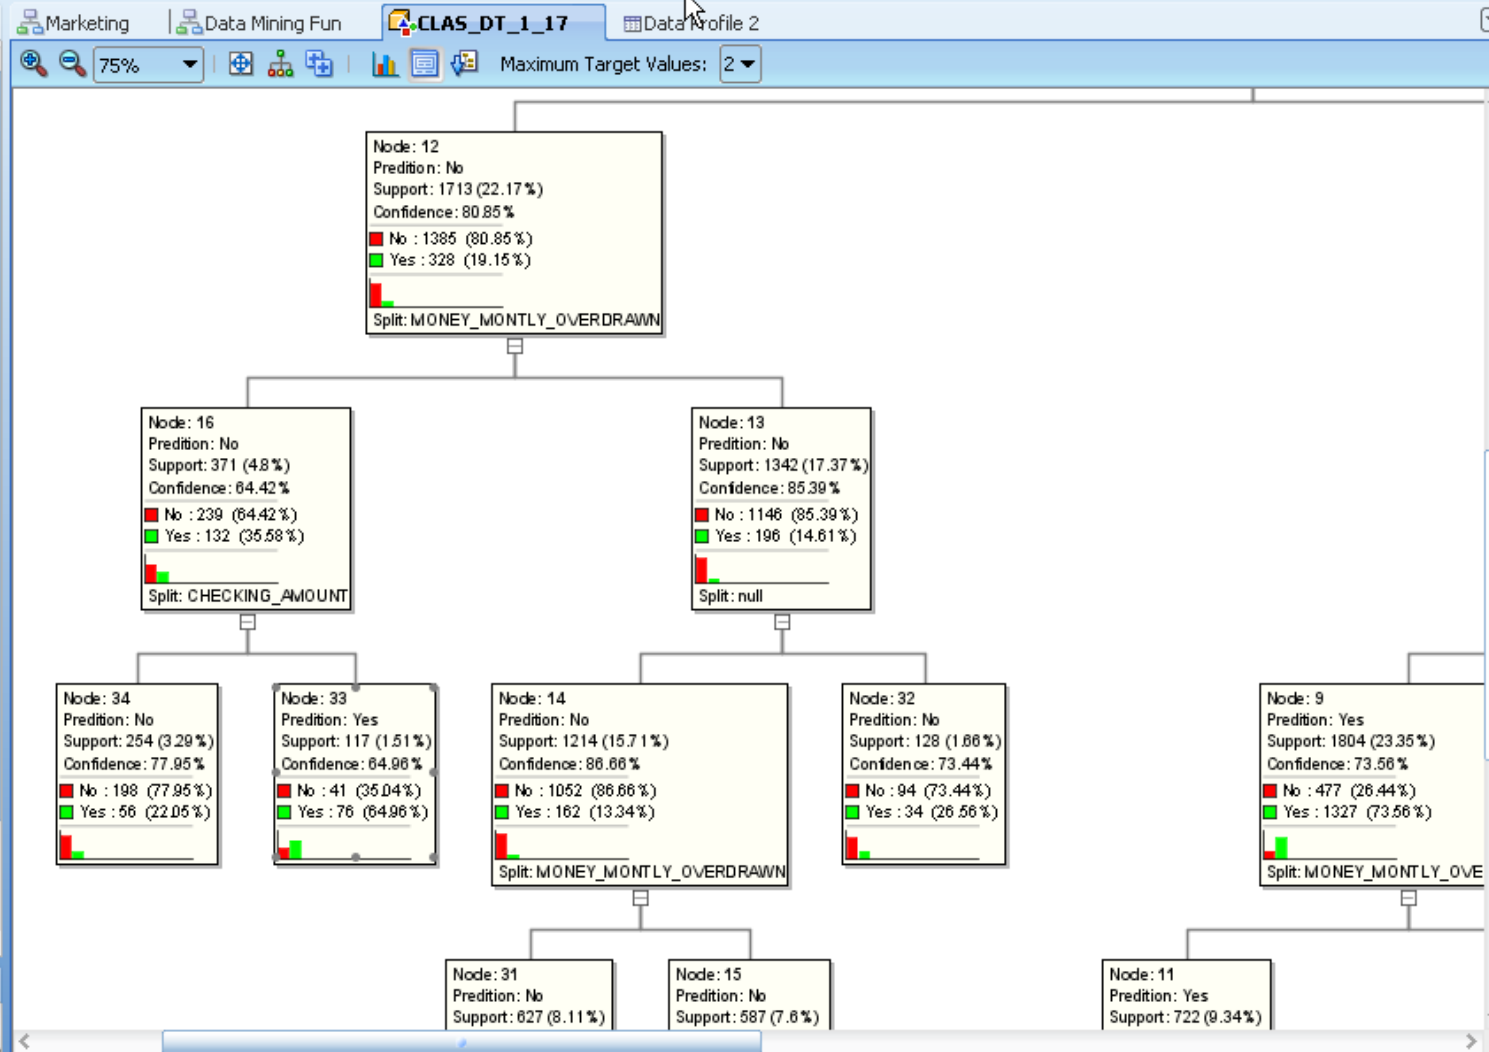 Marketing
Data Mining Fun
CLAS_DT_1_17
Data Profile 2
75%
Maximum Target Values:
2
Node: 12
Predition: No
Support: 1713 (22.17%)
Confidence: 80.85%
No : 1385 (80.85%)
Yes : 328 (19.15%)
Split: MONEY_MONTLY_OVERDRAWN
Node: 16
Predition: No
Support: 371 (4.8%)
Confidence: 64.42%
No : 239 (64.42%)
Yes : 132 (35.58%)
Split: CHECKING_AMOUNT
Node: 13
Predition: No
Support: 1342 (17.37%)
Confidence: 85.39%
No : 1146 (85.39%)
Yes : 196 (14.61%)
Split: null
Node: 34
Predition: No
Support: 254 (3.29%)
Confidence: 77.95%
No : 198 (77.95%)
Yes : 56 (22.05%)
Node: 33
Predition: Yes
Support: 117 (1.51%)
Confidence: 64.96%
No : 41 (35.04%)
Yes : 76 (64.96%)
Node: 14
Predition: No
Support: 1214 (15.71%)
Confidence: 86.66%
No : 1052 (86.66%)
Yes : 162 (13.34%)
Split: MONEY_MONTLY_OVERDRAWN
Node: 32
Predition: No
Support: 128 (1.66%)
Confidence: 73.44%
No : 94 (73.44%)
Yes : 34 (26.56%)
Node: 9
Predition: Yes
Support: 1804 (23.35%)
Confidence: 73.56%
No : 477 (26.44%)
Yes : 1327 (73.56%)
Split: MONEY_MONTLY_OVE
Node: 31
Predition: No
Support: 627 (8.11%)
Node: 15
Predition: No
Support: 587 (7.6%)
Node: 11
Predition: Yes
Support: 722 (9.34%)